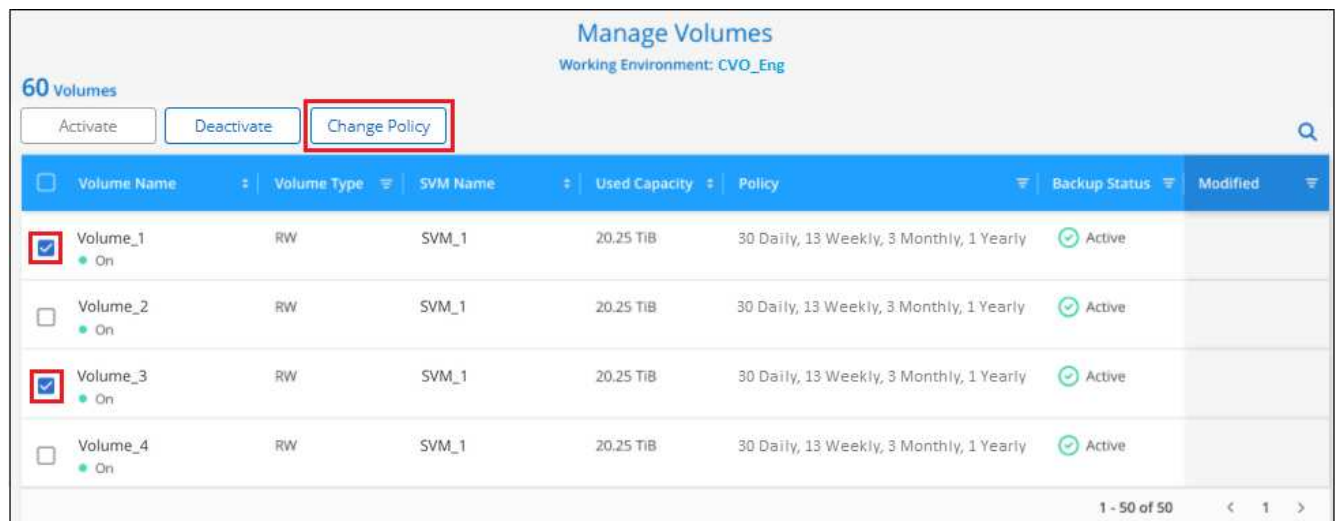 Manage Volumes
Working Environment: CVO_Eng
60 Volumes
Activate Deactivate Change Policy
Volume Name Volume Type SVM Name Used Capacity Policy Backup Status Modified
Volume_1 RW SVM_1 20.25 TiB 30 Daily, 13 Weekly, 3 Monthly, 1 Yearly Active
On
Volume_2 RW SVM_1 20.25 TiB 30 Daily, 13 Weekly, 3 Monthly, 1 Yearly Active
On
Volume_3 RW SVM_1 20.25 TiB 30 Daily, 13 Weekly, 3 Monthly, 1 Yearly Active
On
Volume_4 RW SVM_1 20.25 TiB 30 Daily, 13 Weekly, 3 Monthly, 1 Yearly Active
On
1 - 50 of 50 < 1 >